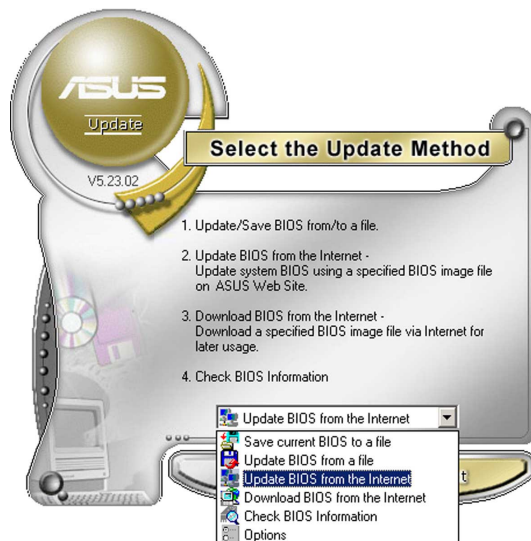 ASUS
Update
V5.23.02
Select the Update Method
1. Update/Save BIOS from/to a file.
2. Update BIOS from the Internet -
Update system BIOS using a specified BIOS image file
on ASUS Web Site.
3. Download BIOS from the Internet -
Download a specified BIOS image file via Internet for
later usage.
4. Check BIOS Information
Update BIOS from the Internet
Save current BIOS to a file
Update BIOS from a file
Update BIOS from the Internet
Download BIOS from the Internet
Check BIOS Information
Options